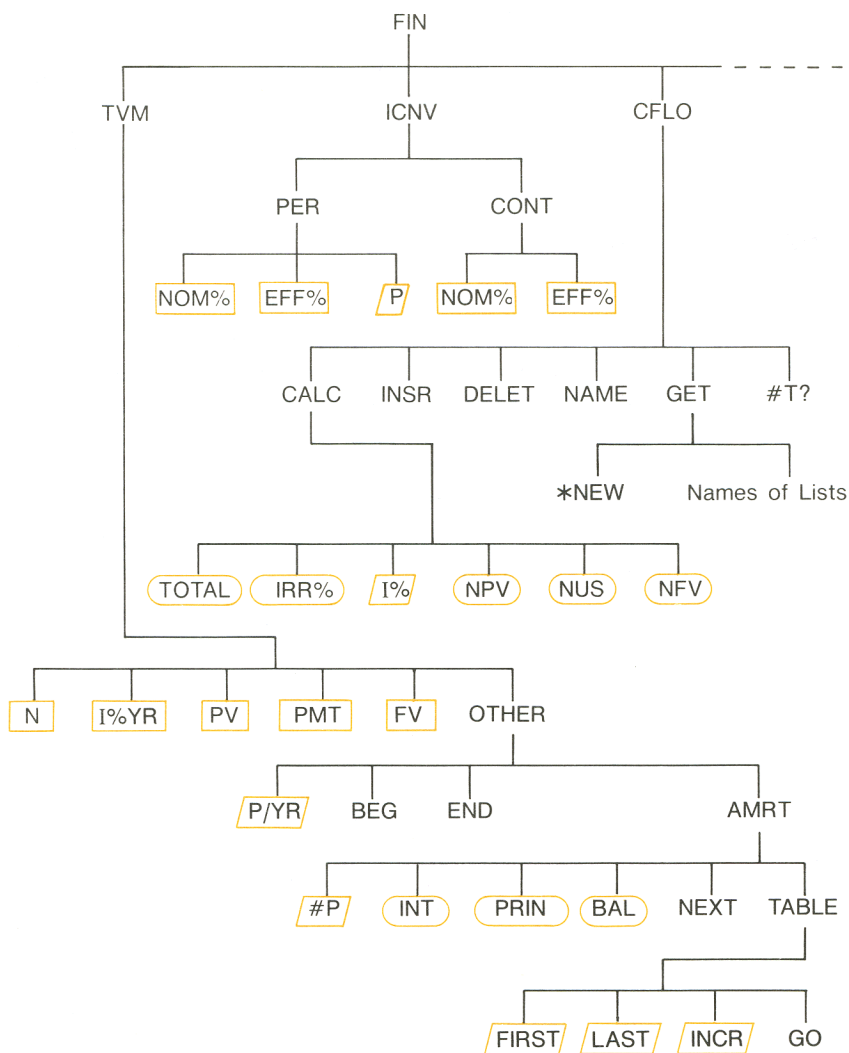 FIN
TVM ICNV CFLO
PER CONT
NOM% EFF% P NOM% EFF%
CALC INSR DELET NAME GET #T?
*NEW Names of Lists
TOTAL IRR% I% NPV NUS NFV
N I%YR PV PMT FV OTHER
P/YR BEG END AMRT
#P INT PRIN BAL NEXT TABLE
FIRST LAST INCR GO